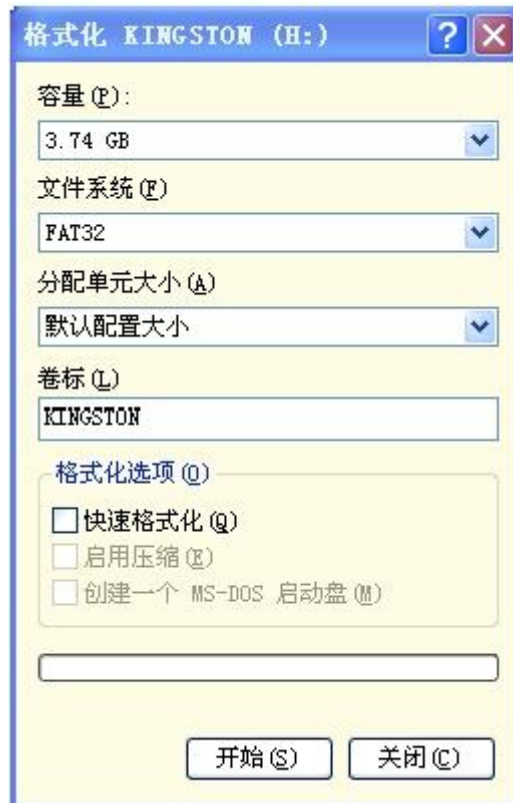 格式化 KINGSTON (H:)
?
容量(P):
3.74 GB
文件系统(F)
FAT32
分配单元大小(A)
默认配置大小
卷标(L)
KINGSTON
格式化选项(O)
快速格式化(Q)
启用压缩(E)
创建一个 MS-DOS 启动盘(M)
开始(S)
关闭(C)